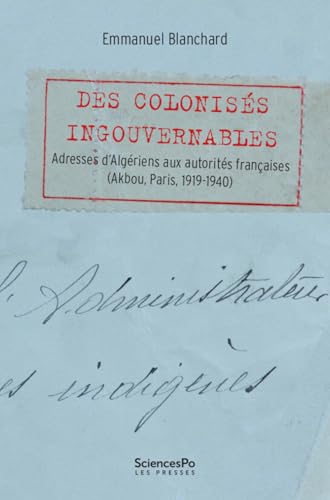 Emmanuel Blanchard
DES COLONISÉS
INGOUVERNABLES
Adresses d'Algériens aux autorités françaises
(Akbou, Paris, 1919-1940)
l'Administrateur
es indigènes
SciencesPo
LES PRESSES